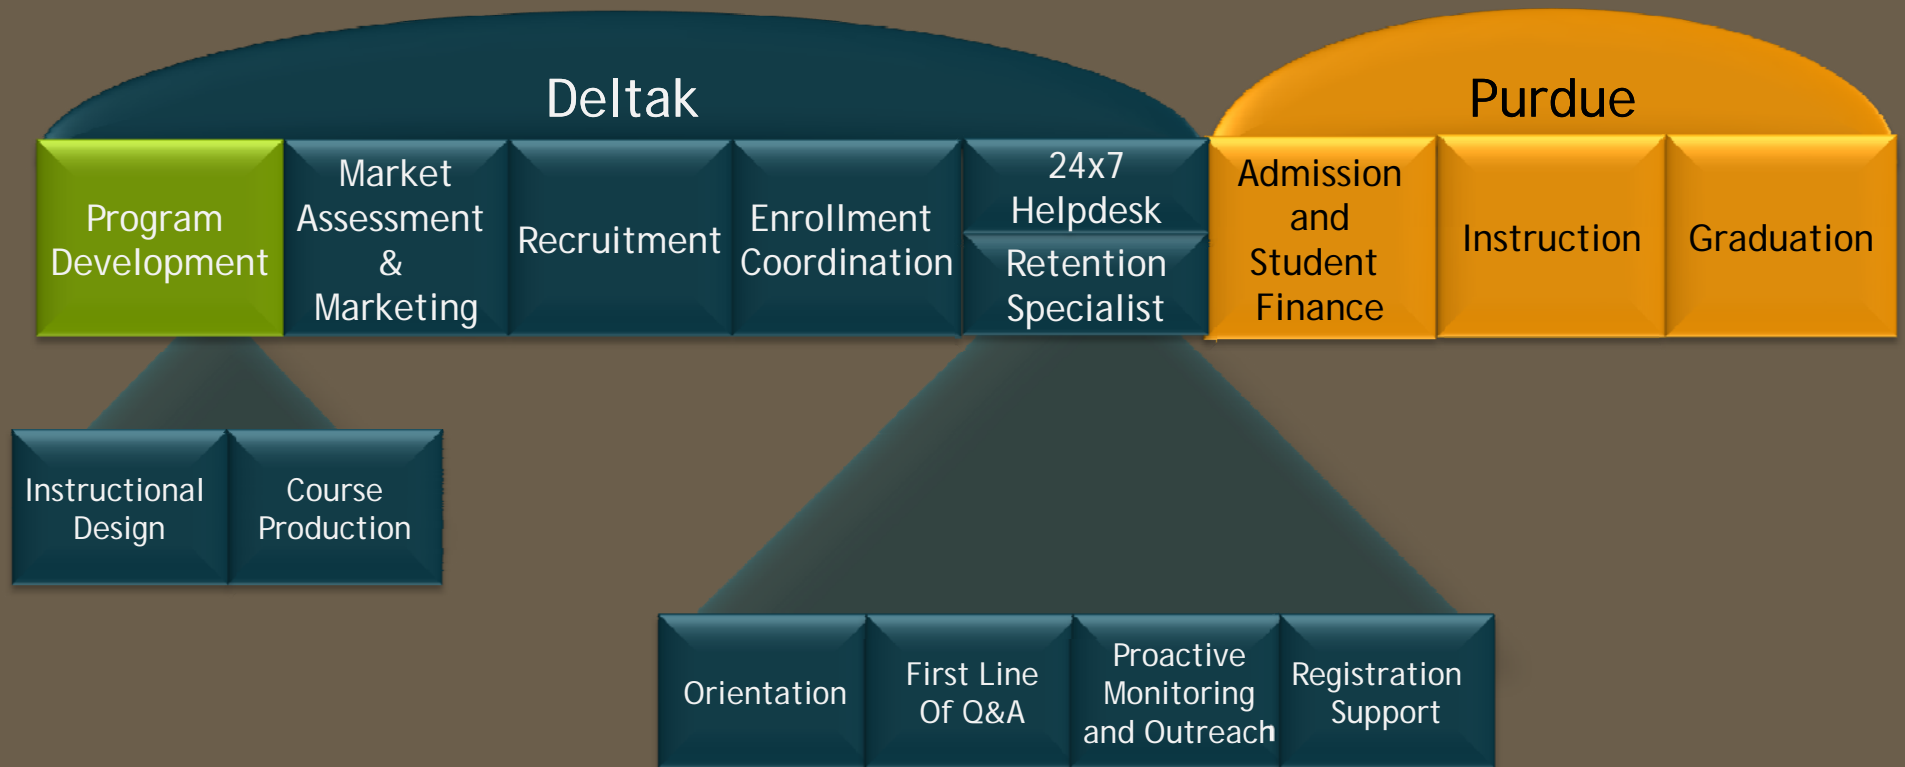 Deltak
Purdue
Program
Development
Market
Assessment
&
Marketing
Recruitment
Enrollment
Coordination
24x7
Helpdesk
Retention
Specialist
Admission
and
Student
Finance
Instruction
Graduation
Instructional
Design
Course
Production
Orientation
First Line
Of Q&A
Proactive
Monitoring
and Outreach
Registration
Support